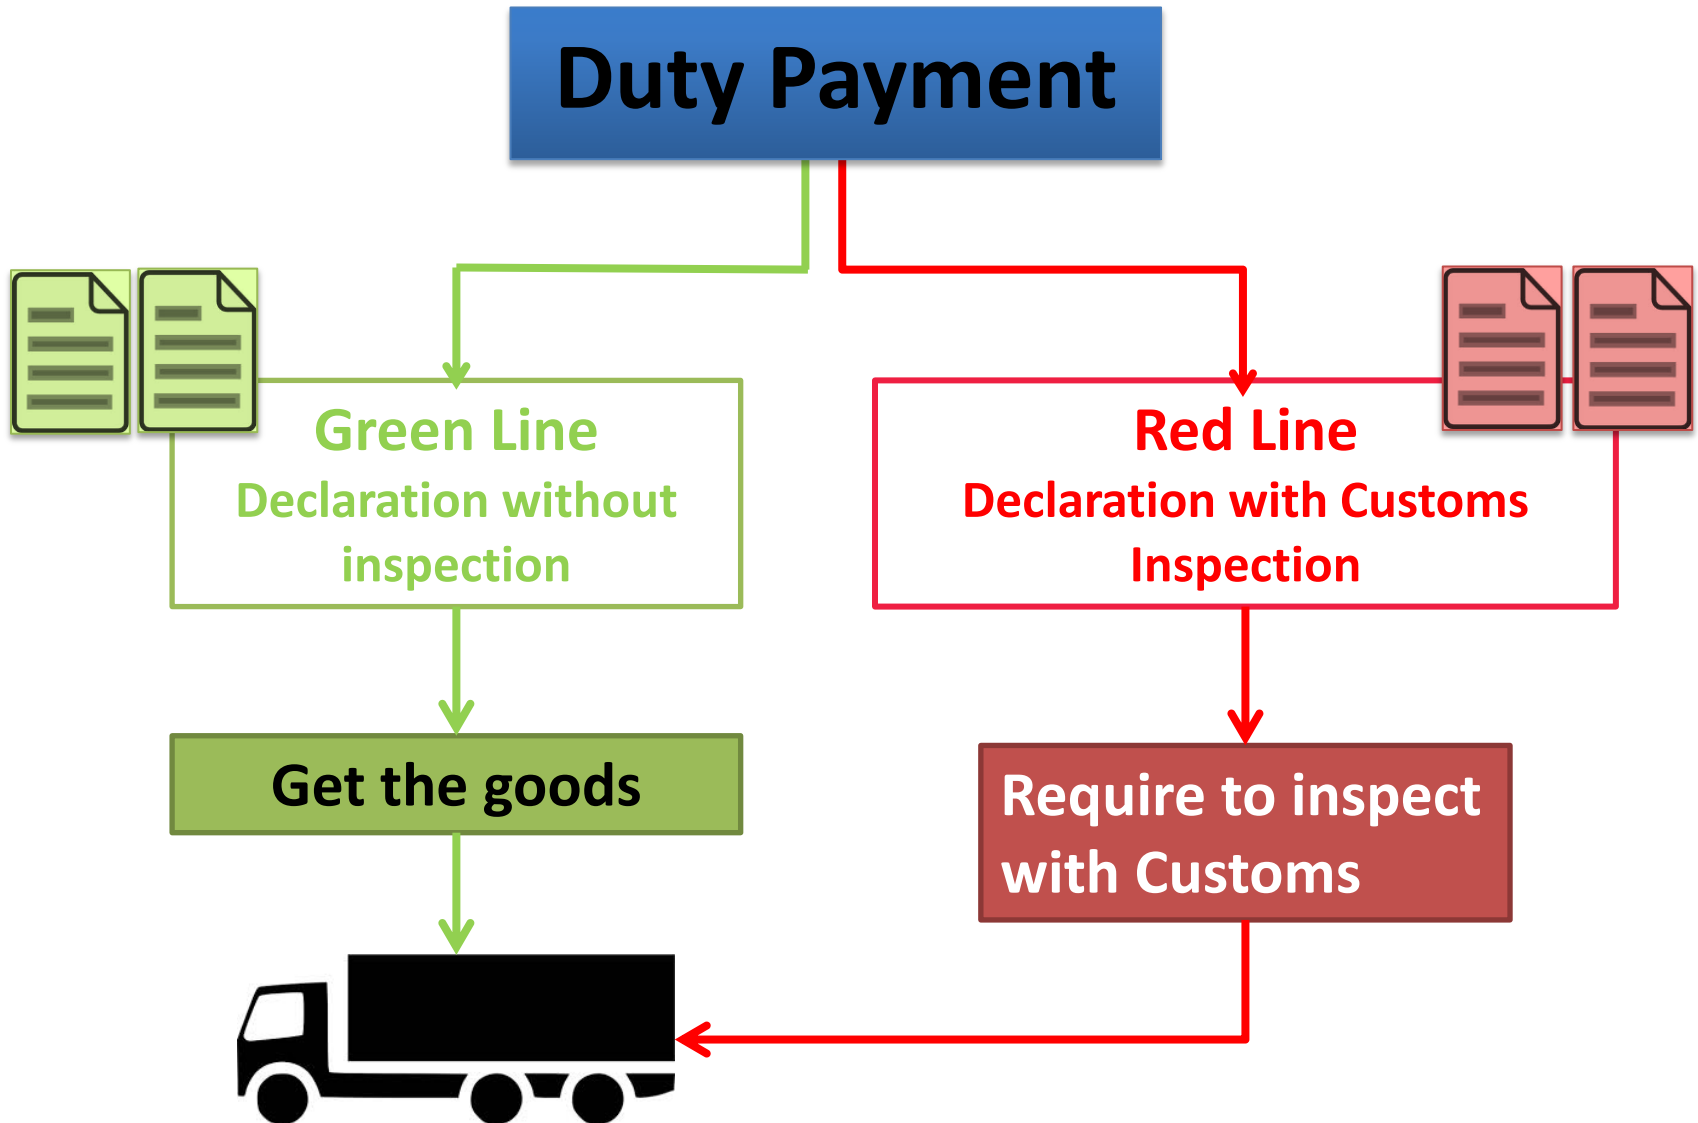 Duty Payment
Green Line
Declaration without
inspection
Red Line
Declaration with Customs
Inspection
Get the goods
Require to inspect
with Customs